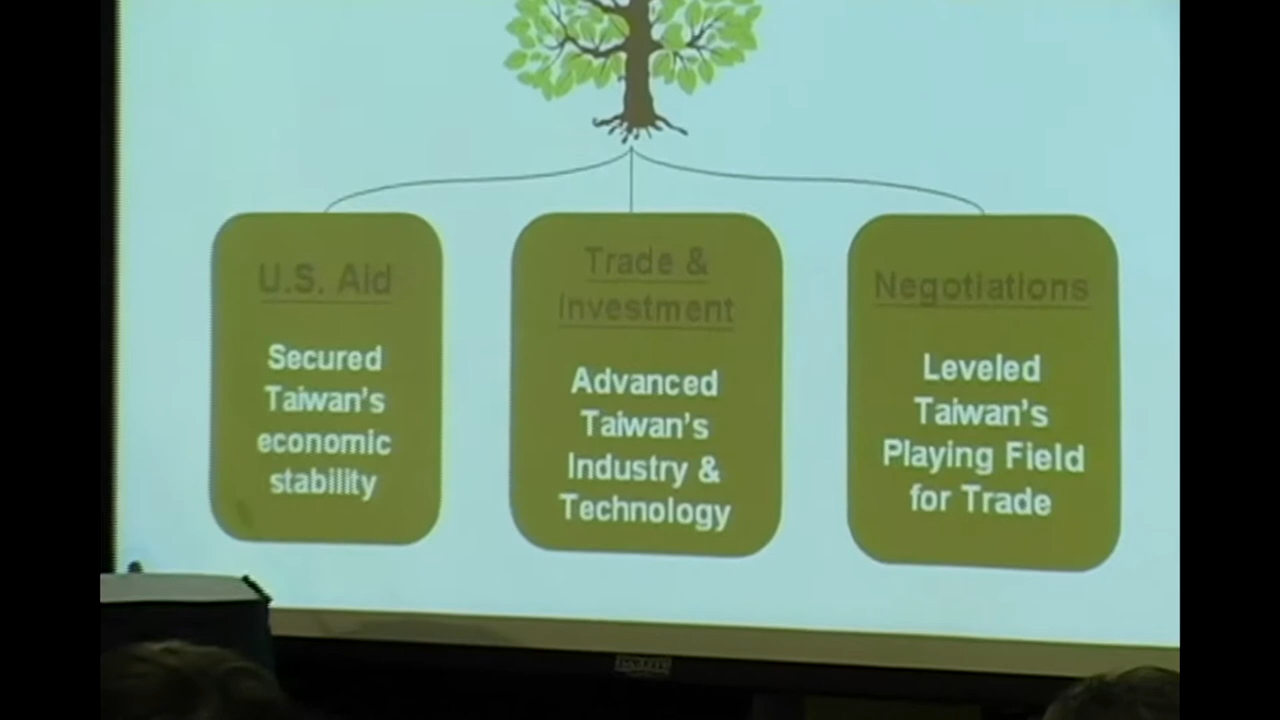 U.S. Aid
Secured
Taiwan's
economic
stability
Trade &
Investment
Advanced
Taiwan's
Industry &
Technology
Negotiations
Leveled
Taiwan's
Playing Field
for Trade